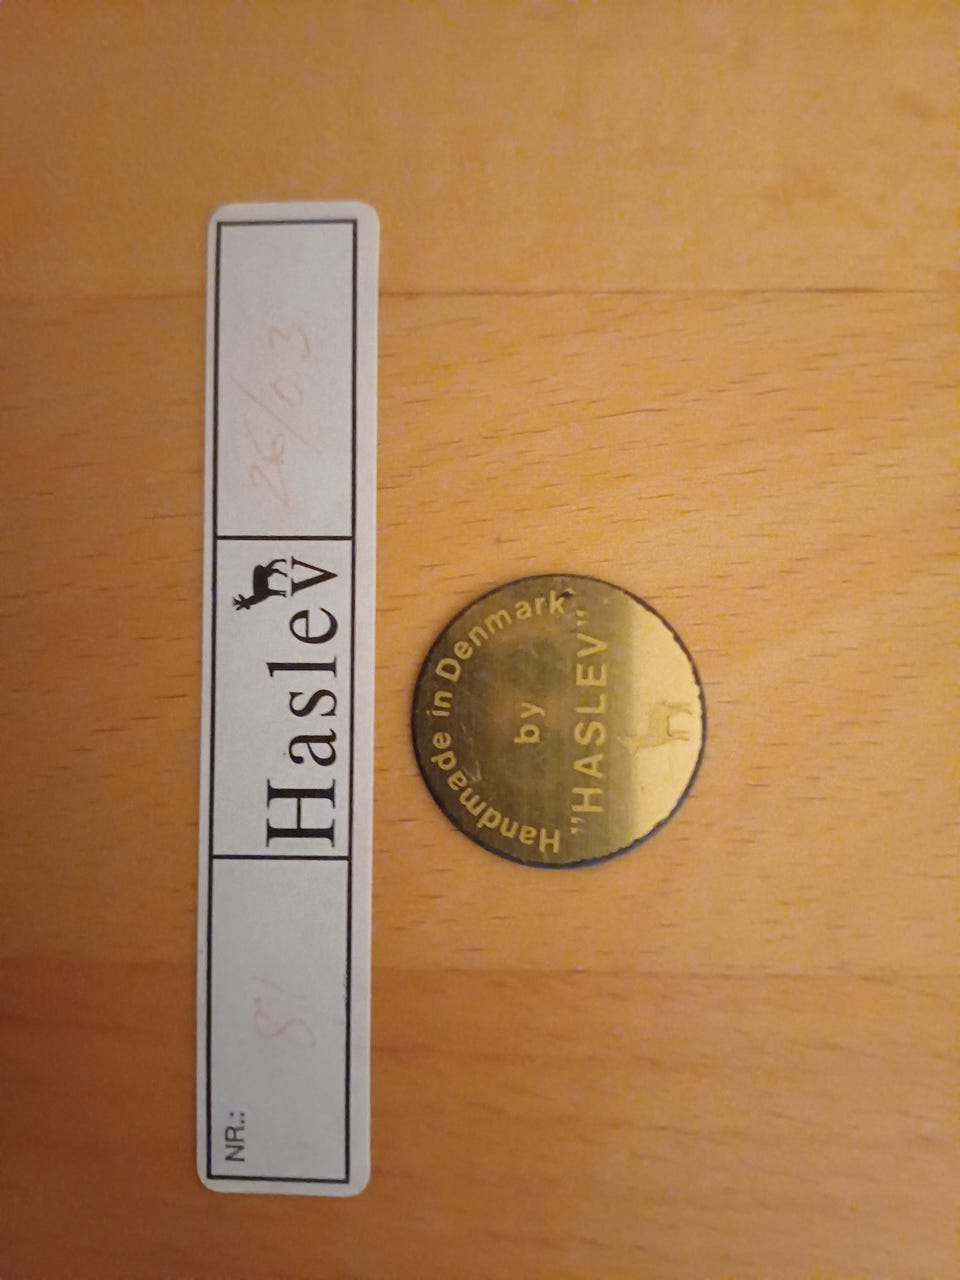 NR.:
81
Haslev
26/03
Handmade in Denmark
by
”HASLEV”